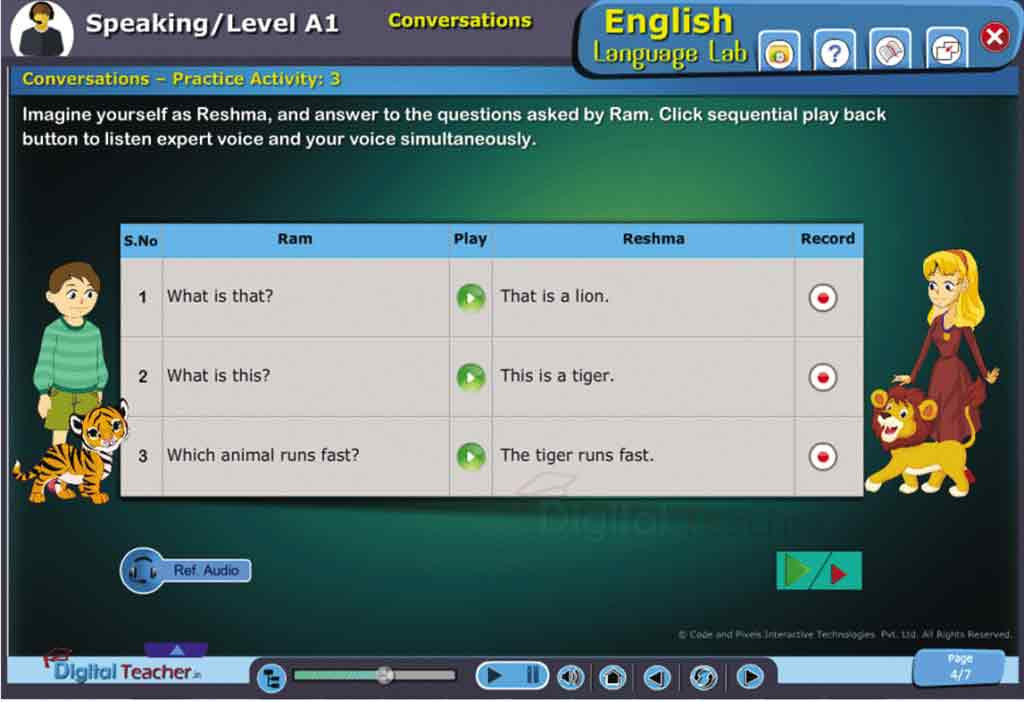 Speaking/Level A1
Conversations
English
Language Lab
?
Conversations – Practice Activity: 3
Imagine yourself as Reshma, and answer to the questions asked by Ram. Click sequential play back
button to listen expert voice and your voice simultaneously.
S.No Ram Play Reshma Record
1 What is that? That is a lion.
2 What is this? This is a tiger.
3 Which animal runs fast? The tiger runs fast.
Digital Teacher
Ref. Audio
© Code and Pixels Interactive Technologies. Pvt. Ltd. All Rights Reserved.
Digital Teacher.in
Page
4/7